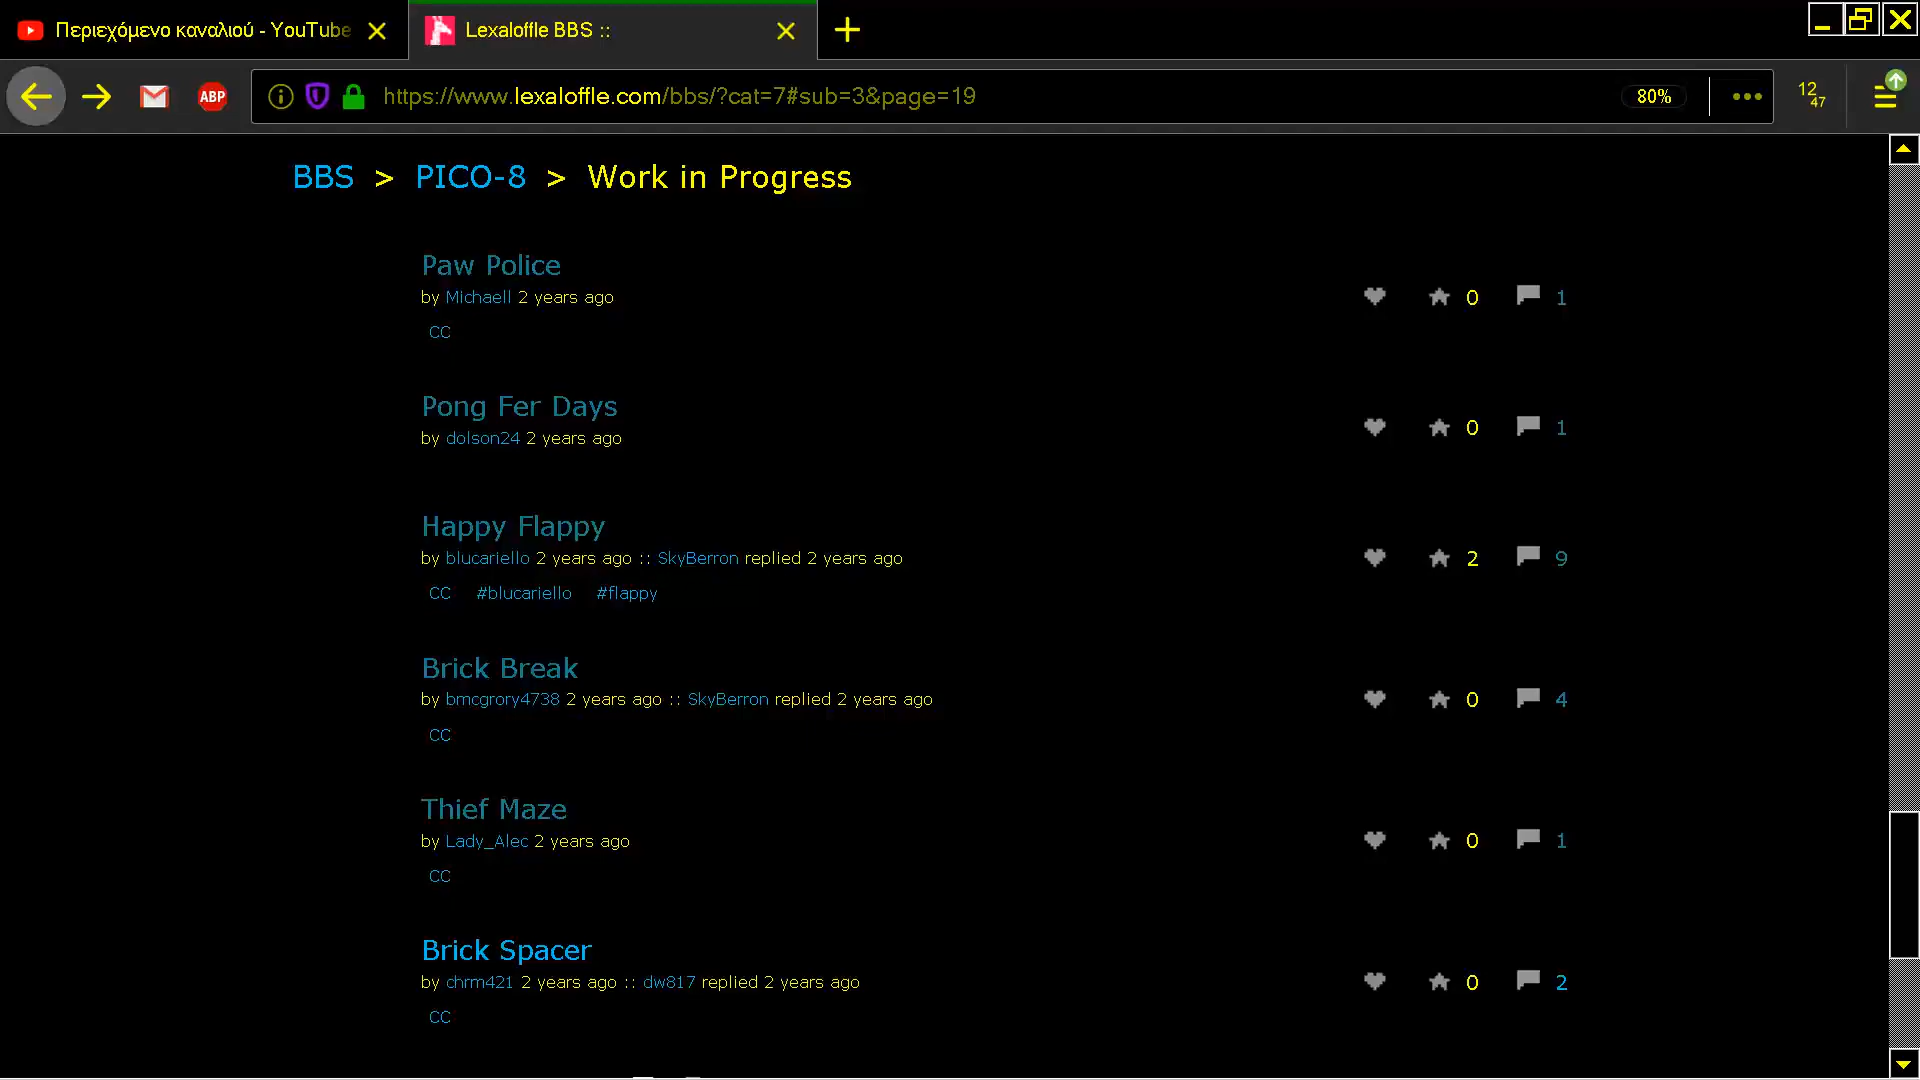 Περιεχόμενο καναλιού - YouTube
Lexaloffle BBS ::
ABP
https://www.lexaloffle.com/bbs/?cat=7#sub=3&page=19
80%
12
47
BBS > PICO-8 > Work in Progress
Paw Police
by Michaell 2 years ago
0 1
CC
Pong Fer Days
by dolson24 2 years ago
0 1
Happy Flappy
by blucariello 2 years ago :: SkyBerron replied 2 years ago
2 9
CC #blucariello #flappy
Brick Break
by bmcgrory4738 2 years ago :: SkyBerron replied 2 years ago
0 4
CC
Thief Maze
by Lady_Alec 2 years ago
0 1
CC
Brick Spacer
by chrm421 2 years ago :: dw817 replied 2 years ago
0 2
CC